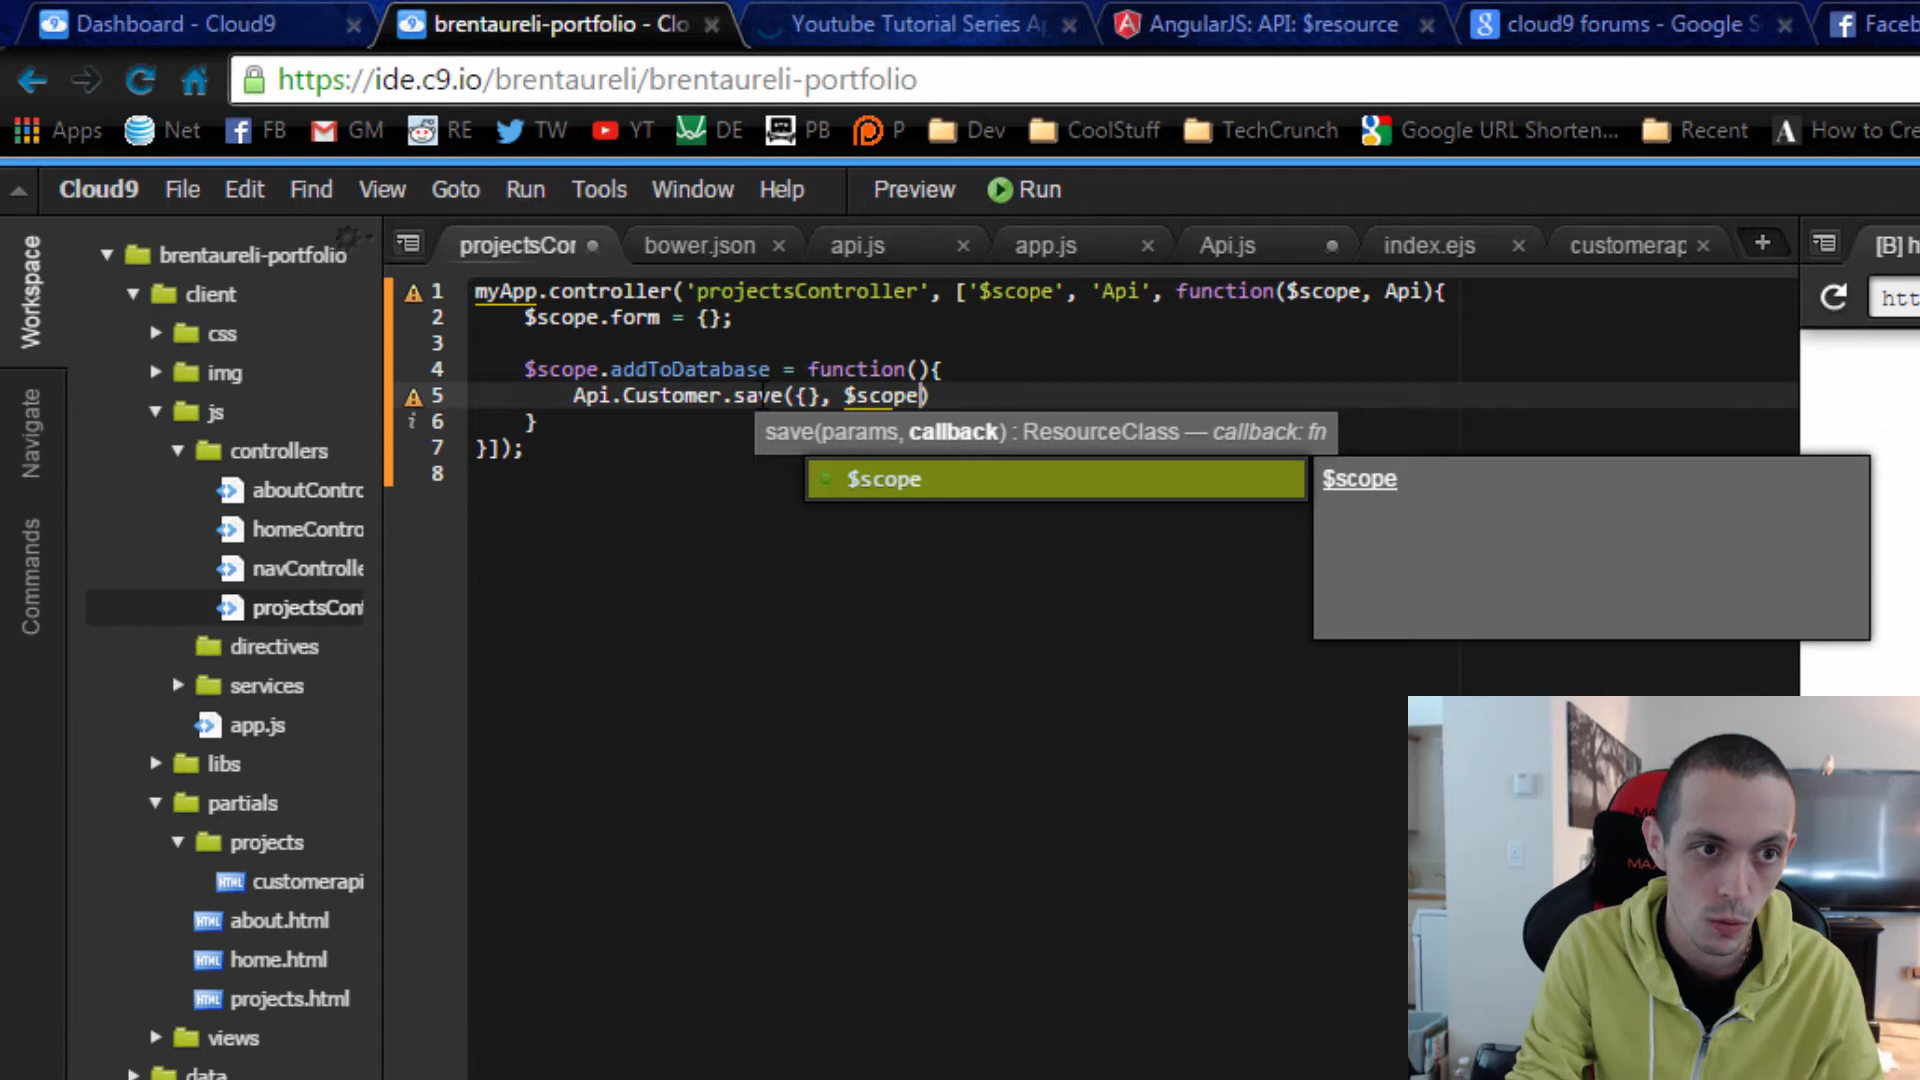 Dashboard - Cloud9
brentaureli-portfolio - Clo
Youtube Tutorial Series Ap
AngularJS: API: $resource
cloud9 forums - Google S
Faceb
https://ide.c9.io/brentaureli/brentaureli-portfolio
Apps
Net
FB
GM
RE
TW
YT
DE
PB
P
Dev
CoolStuff
TechCrunch
Google URL Shorten...
Recent
How to Cre
Cloud9 File Edit Find View Goto Run Tools Window Help Preview Run
Workspace
Navigate
Commands
brentaureli-portfolio
client
css
img
js
controllers
aboutContro
homeContro
navControlle
projectsCont
directives
services
app.js
libs
partials
projects
customerapi
about.html
home.html
projects.html
views
data
projectsCor
bower.json
api.js
app.js
Api.js
index.ejs
customerap
[B] h
htt
1 myApp.controller('projectsController', ['$scope', 'Api', function($scope, Api){
2 $scope.form = {};
3
4 $scope.addToDatabase = function(){
5 Api.Customer.save({}, $scope)
6 }
7 }]);
8
save(params, callback) : ResourceClass — callback: fn
$scope
$scope
MAX
MAX